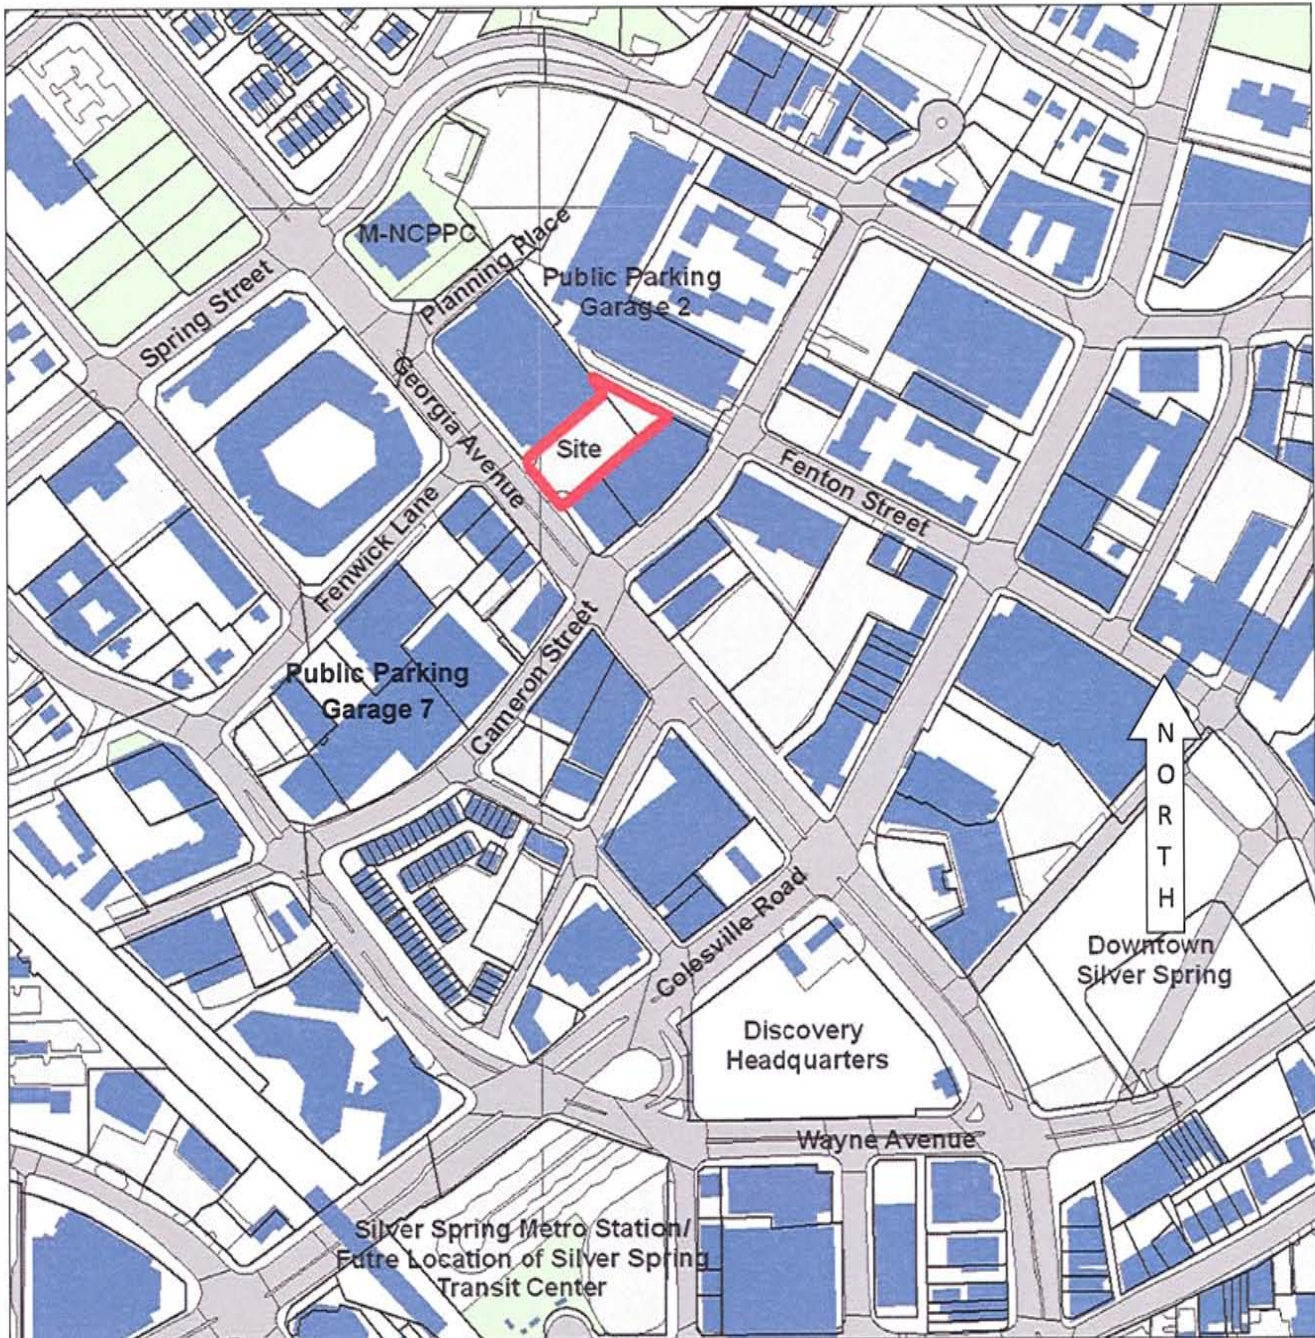 M-NCPPC
Planning Place
Public Parking
Garage 2
Spring Street
Georgia Avenue
Site
Fenton Street
Fenwick Lane
Cameron Street
Public Parking
Garage 7
N
O
R
T
H
Colesville Road
Downtown
Silver Spring
Discovery
Headquarters
Wayne Avenue
Silver Spring Metro Station/
Futre Location of Silver Spring
Transit Center